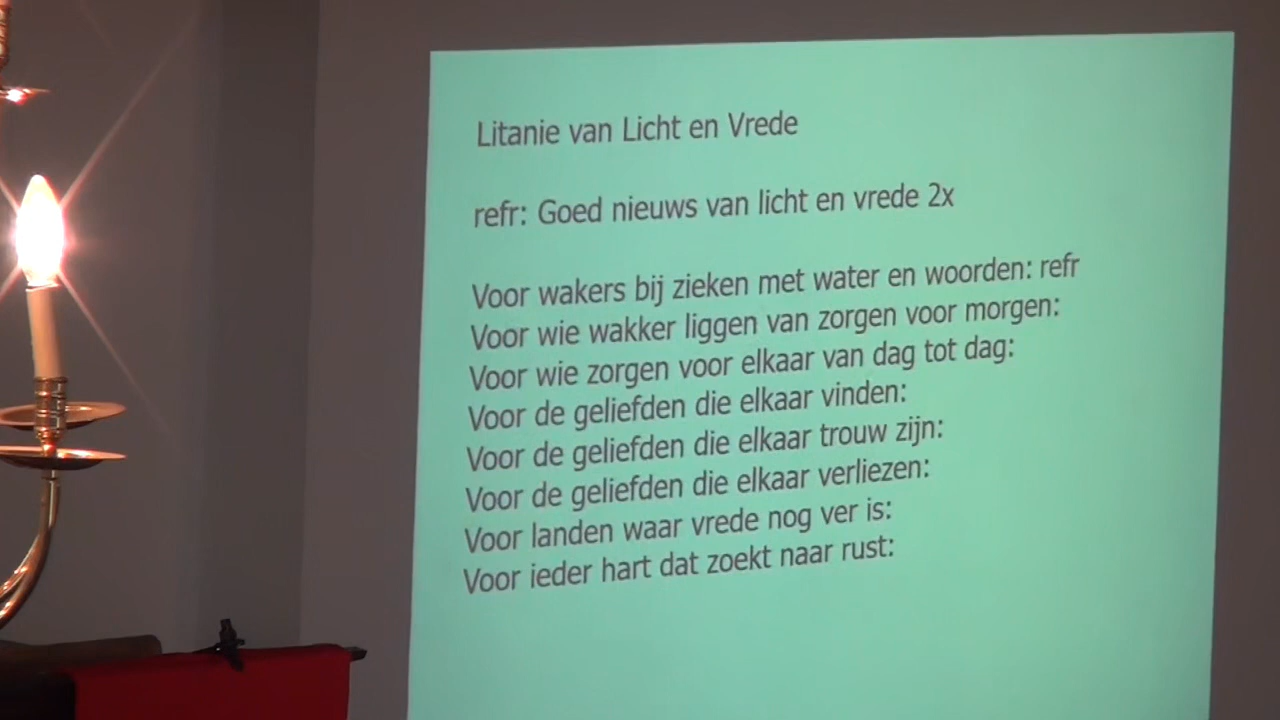 Litanie van Licht en Vrede
refr: Goed nieuws van licht en vrede 2x
Voor wakers bij zieken met water en woorden: refr
Voor wie wakker liggen van zorgen voor morgen:
Voor wie zorgen voor elkaar van dag tot dag:
Voor de geliefden die elkaar vinden:
Voor de geliefden die elkaar trouw zijn:
Voor de geliefden die elkaar verliezen:
Voor landen waar vrede nog ver is:
Voor ieder hart dat zoekt naar rust: